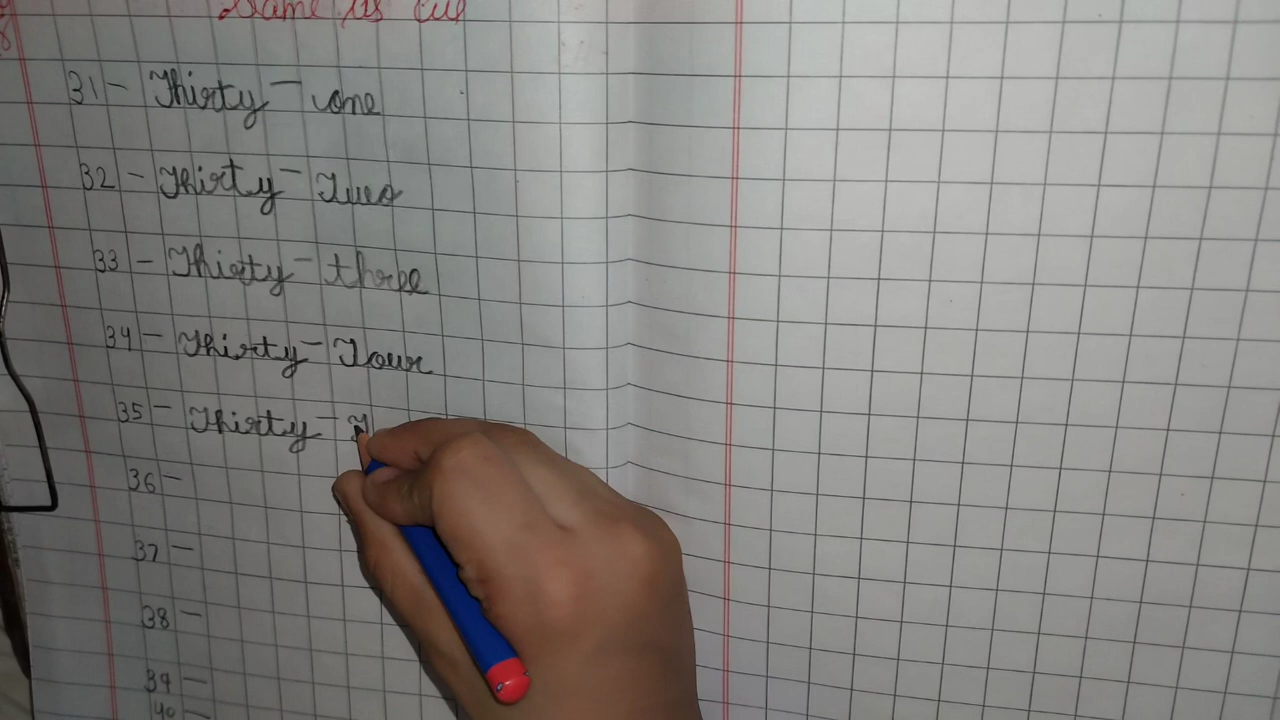 31 - Thirty - one
32 - Thirty - Two
33 - Thirty - three
34 - Thirty - Four
35 - Thirty -
36 -
37 -
38 -
39 -
40 -